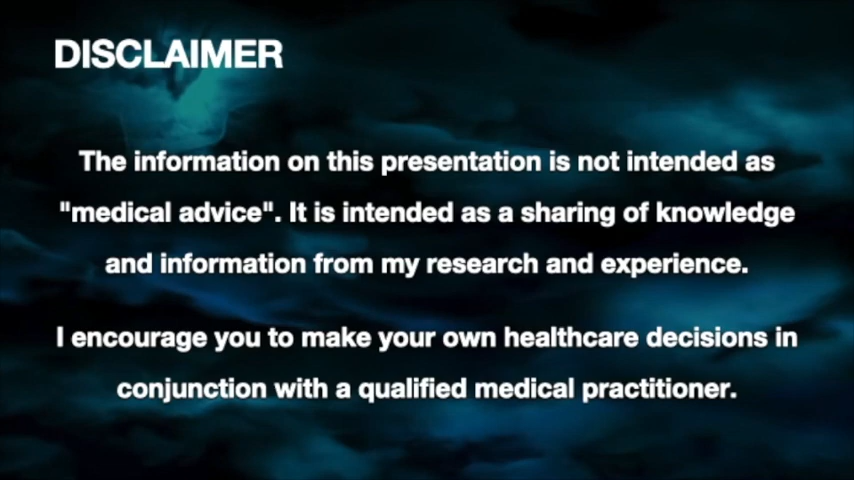 DISCLAIMER
The information on this presentation is not intended as
"medical advice". It is intended as a sharing of knowledge
and information from my research and experience.
I encourage you to make your own healthcare decisions in
conjunction with a qualified medical practitioner.